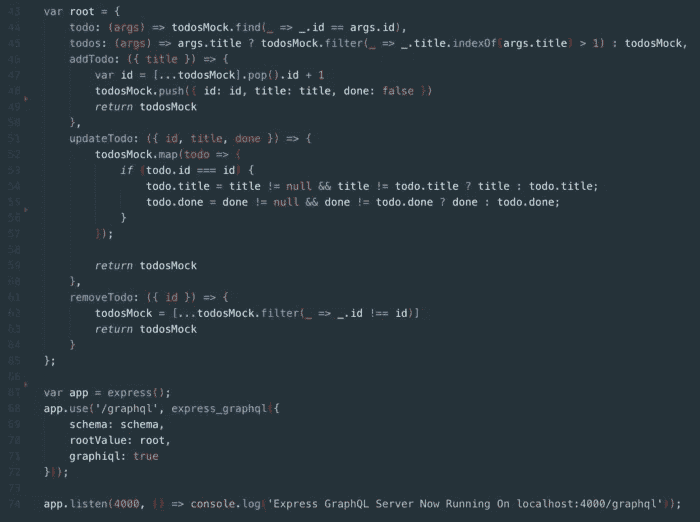 43 var root = {
44 todo: (args) => todosMock.find(_ => _.id == args.id),
45 todos: (args) => args.title ? todosMock.filter(_ => _.title.indexOf(args.title) > 1) : todosMock,
46 addTodo: ({ title }) => {
47 var id = [...todosMock].pop().id + 1
48 todosMock.push({ id: id, title: title, done: false })
49 return todosMock
50 },
51 updateTodo: ({ id, title, done }) => {
52 todosMock.map(todo => {
53 if (todo.id === id) {
54 todo.title = title != null && title != todo.title ? title : todo.title;
55 todo.done = done != null && done != todo.done ? done : todo.done;
56 }
57 });
58
59 return todosMock
60 },
61 removeTodo: ({ id }) => {
62 todosMock = [...todosMock.filter(_ => _.id !== id)]
63 return todosMock
64 }
65 };
66
67 var app = express();
68 app.use('/graphql', express_graphql({
69 schema: schema,
70 rootValue: root,
71 graphiql: true
72 }));
73
74 app.listen(4000, () => console.log('Express GraphQL Server Now Running On localhost:4000/graphql'));